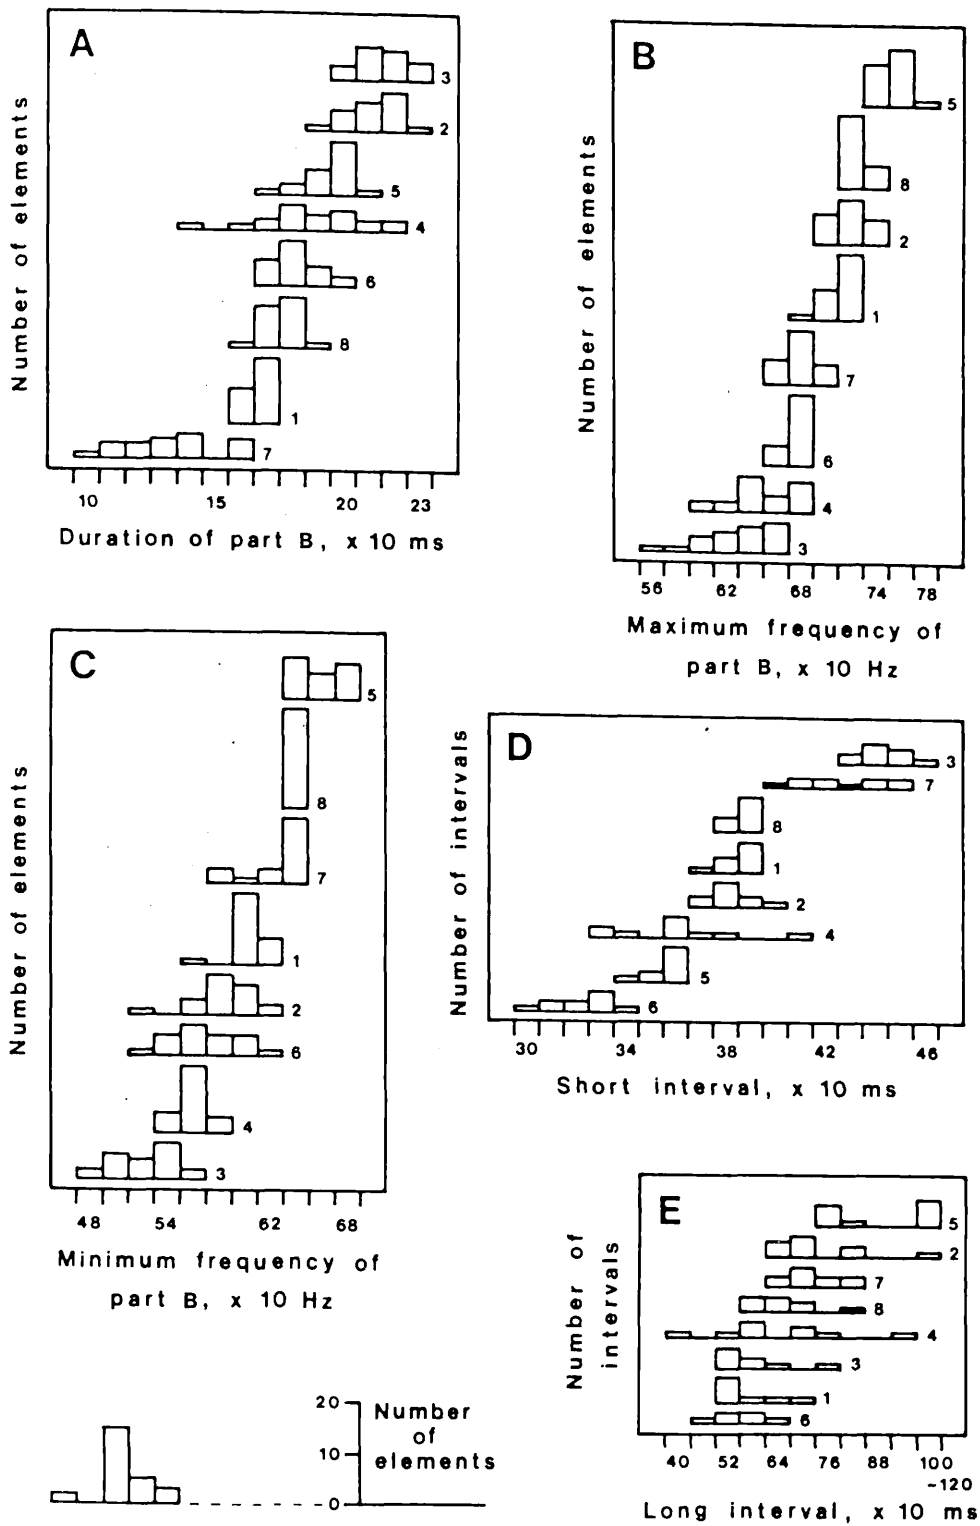 A
Number of elements
3
2
5
4
6
8
1
7
10 15 20 23
Duration of part B, x 10 ms
B
Number of elements
5
8
2
1
7
6
4
3
56 62 68 74 78
Maximum frequency of
part B, x 10 Hz
C
Number of elements
5
8
7
1
2
6
4
3
48 54 62 68
Minimum frequency of
part B, x 10 Hz
D
Number of intervals
3
7
8
1
2
4
5
6
30 34 38 42 46
Short interval, x 10 ms
E
Number of
intervals
5
2
7
8
4
3
1
6
40 52 64 76 88 100
-120
Long interval, x 10 ms
20
10
0
Number
of
elements